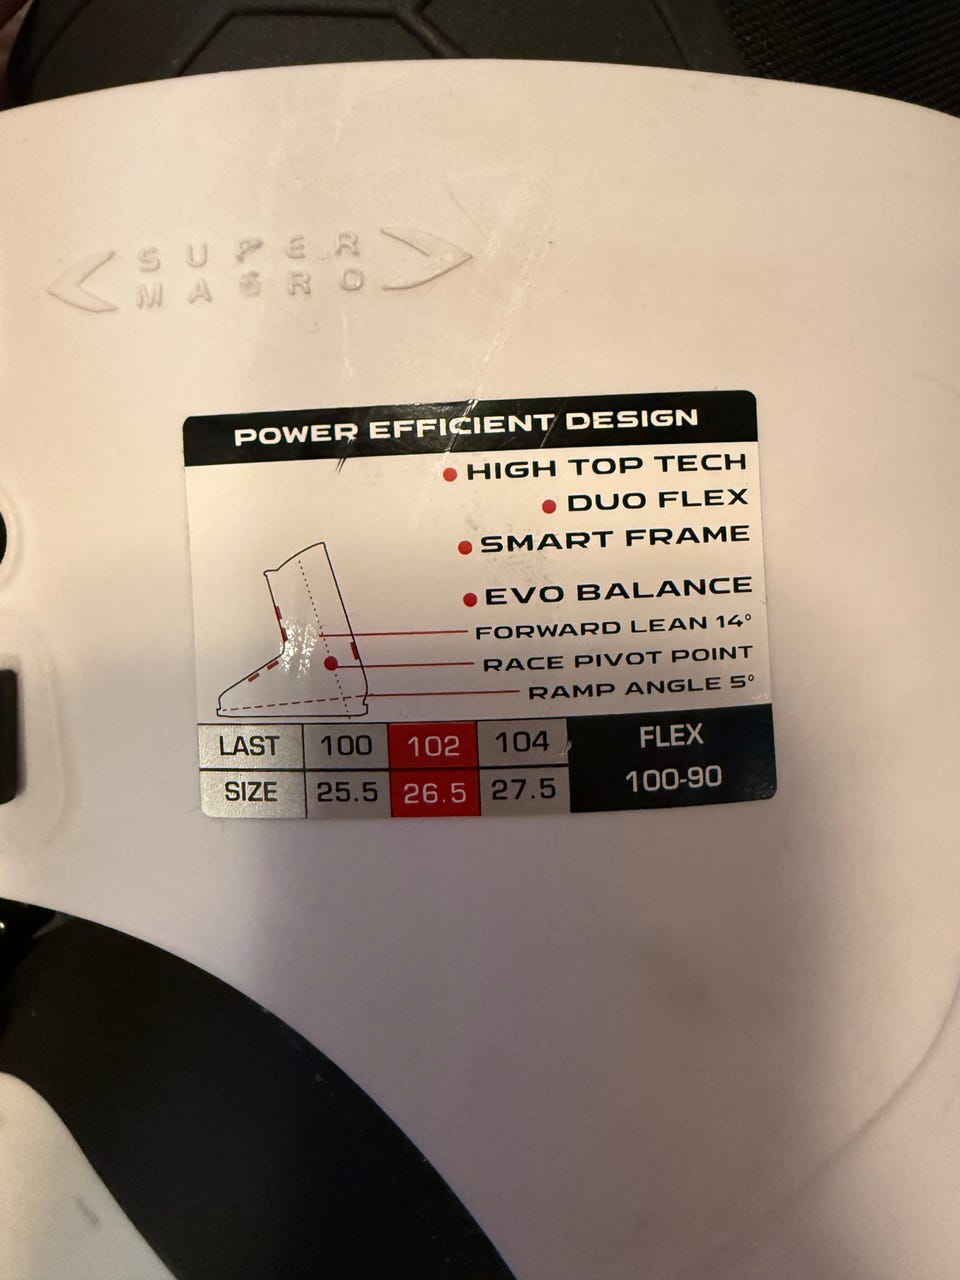 SUPER
MACRO
POWER EFFICIENT DESIGN
HIGH TOP TECH
DUO FLEX
SMART FRAME
EVO BALANCE
FORWARD LEAN 14°
RACE PIVOT POINT
RAMP ANGLE 5°
LAST 100 102 104
SIZE 25.5 26.5 27.5
FLEX
100-90